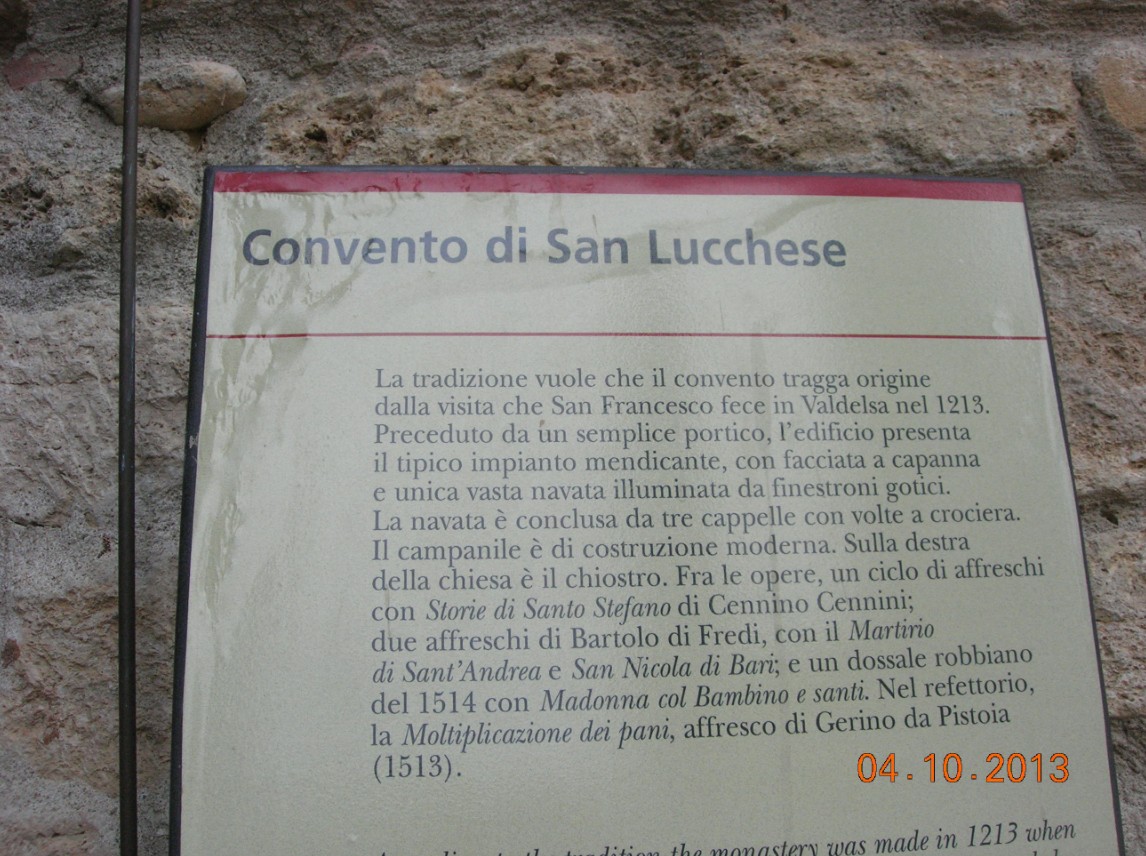 Convento di San Lucchese
La tradizione vuole che il convento tragga origine
dalla visita che San Francesco fece in Valdelsa nel 1213.
Preceduto da un semplice portico, l'edificio presenta
il tipico impianto mendicante, con facciata a capanna
e unica vasta navata illuminata da finestroni gotici.
La navata è conclusa da tre cappelle con volte a crociera.
Il campanile è di costruzione moderna. Sulla destra
della chiesa è il chiostro. Fra le opere, un ciclo di affreschi
con Storie di Santo Stefano di Cennino Cennini;
due affreschi di Bartolo di Fredi, con il Martirio
di Sant'Andrea e San Nicola di Bari; e un dossale robbiano
del 1514 con Madonna col Bambino e santi. Nel refettorio,
la Moltiplicazione dei pani, affresco di Gerino da Pistoia
(1513).
04.10.2013
the tradition the monastery was made in 1213 when